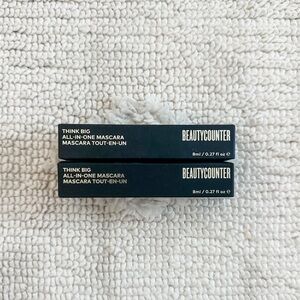 THINK BIG
ALL-IN-ONE MASCARA
MASCARA TOUT-EN-UN
BEAUTYCOUNTER
8ml / 0.27 fl oz ℮
THINK BIG
ALL-IN-ONE MASCARA
MASCARA TOUT-EN-UN
BEAUTYCOUNTER
8ml / 0.27 fl oz ℮